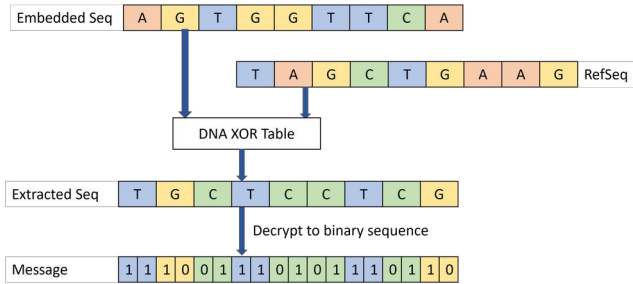 Embedded Seq A G T G G T T C A
T A G C T G A A G RefSeq
DNA XOR Table
Extracted Seq T G C T C C T C G
Decrypt to binary sequence
Message 1 1 1 0 0 1 1 1 0 1 0 1 1 1 0 1 1 0